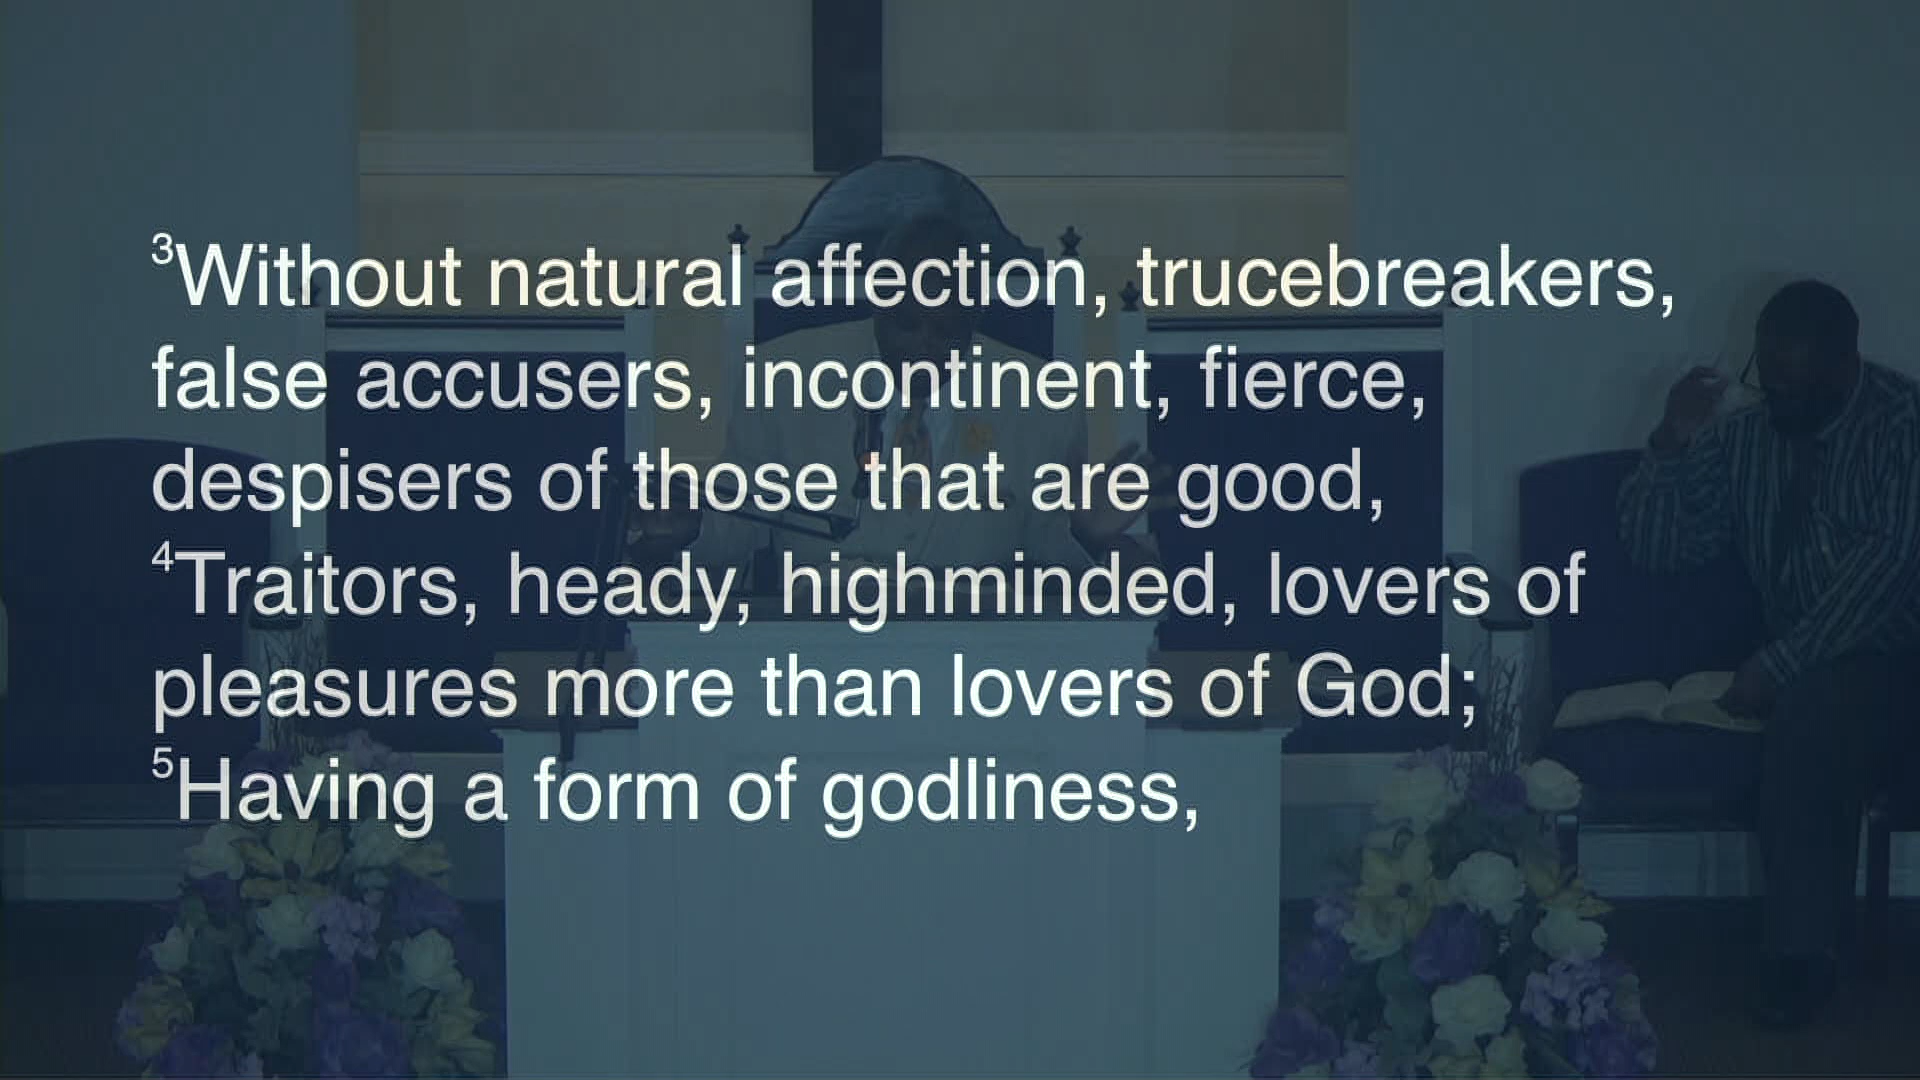 ³Without natural affection, trucebreakers,
false accusers, incontinent, fierce,
despisers of those that are good,
⁴Traitors, heady, highminded, lovers of
pleasures more than lovers of God;
⁵Having a form of godliness,